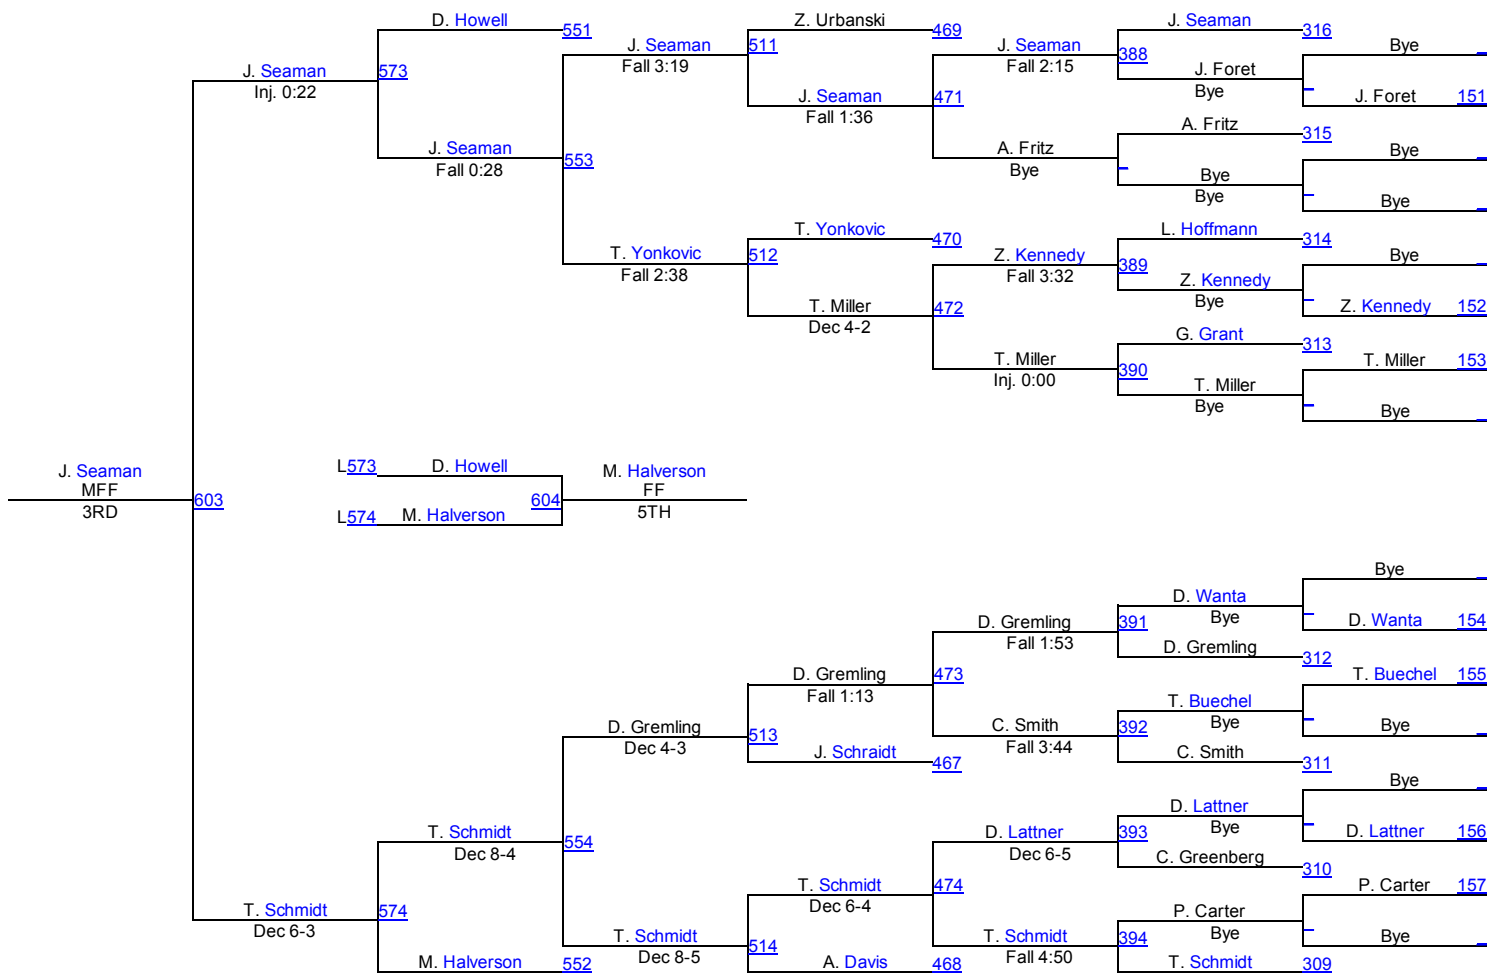 D. Howell 551
Z. Urbanski 469
J. Seaman 316
J. Seaman 511
Fall 3:19
J. Seaman 388
Fall 2:15
Bye
J. Seaman 573
Inj. 0:22
J. Foret
Bye
J. Seaman 471
Fall 1:36
J. Foret 151
A. Fritz 315
J. Seaman 553
Fall 0:28
A. Fritz
Bye
Bye
Bye
Bye
Bye
T. Yonkovic 470
L. Hoffmann 314
T. Yonkovic 512
Fall 2:38
Z. Kennedy 389
Fall 3:32
Bye
Z. Kennedy
Bye
T. Miller 472
Dec 4-2
Z. Kennedy 152
G. Grant 313
T. Miller 390
Inj. 0:00
T. Miller 153
T. Miller
Bye
Bye
J. Seaman
MFF 603
3RD
L573 D. Howell
M. Halverson
604 FF
5TH
L574 M. Halverson
Bye
D. Wanta
Bye
D. Gremling 391
Fall 1:53
D. Wanta 154
D. Gremling 312
D. Gremling 473
Fall 1:13
T. Buechel 155
T. Buechel
Bye
D. Gremling 513
Dec 4-3
C. Smith 392
Fall 3:44
Bye
J. Schraidt 467
C. Smith 311
Bye
D. Lattner
Bye
T. Schmidt 554
Dec 8-4
D. Lattner 393
Dec 6-5
D. Lattner 156
C. Greenberg 310
T. Schmidt 474
Dec 6-4
P. Carter 157
T. Schmidt 574
Dec 6-3
P. Carter
Bye
T. Schmidt 514
Dec 8-5
T. Schmidt 394
Fall 4:50
Bye
M. Halverson 552
A. Davis 468
T. Schmidt 309